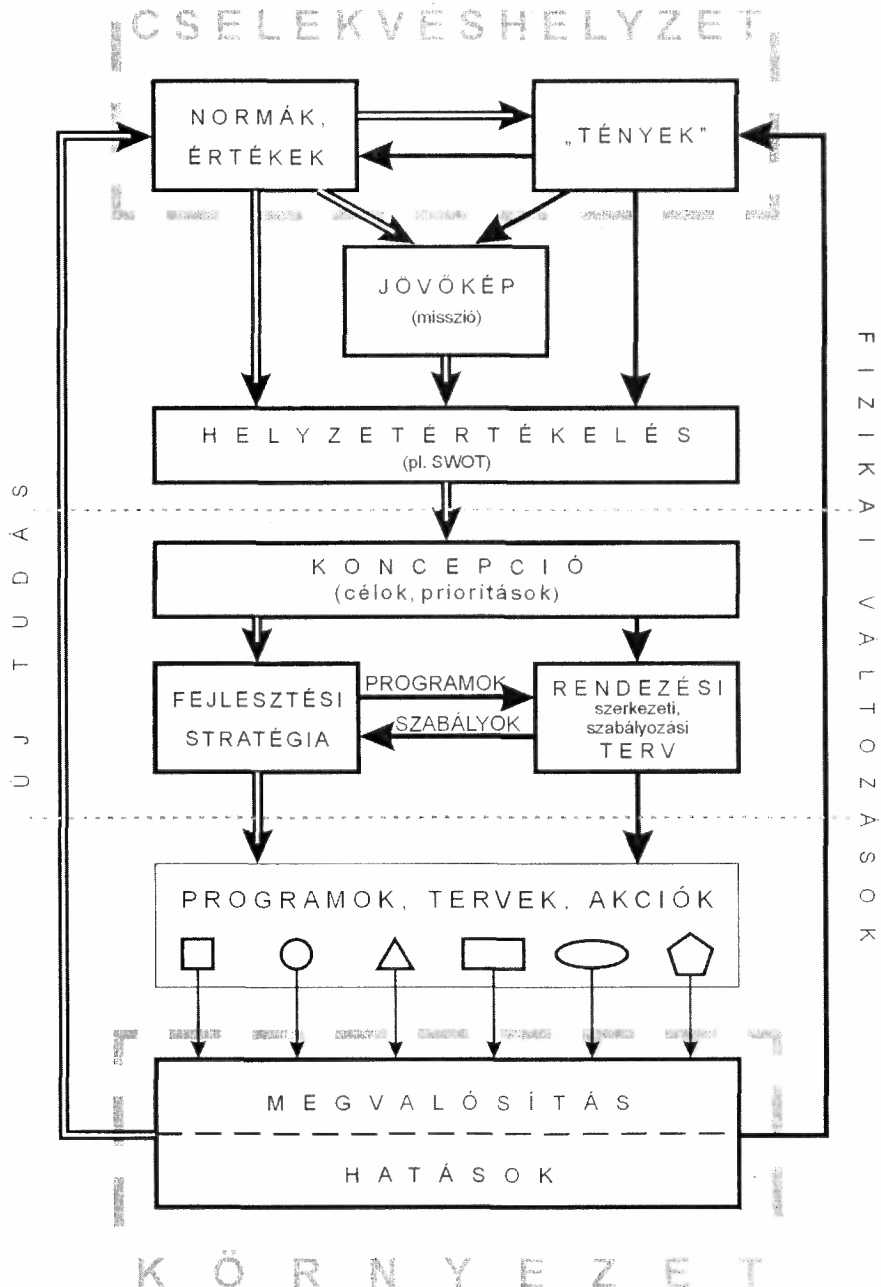 CSELEKVÉSHELYZET
NORMÁK,
ÉRTÉKEK
„TÉNYEK”
JÖVŐKÉP
(misszió)
HELYZETÉRTÉKELÉS
(pl. SWOT)
KONCEPCIÓ
(célok, prioritások)
FEJLESZTÉSI
STRATÉGIA
PROGRAMOK
SZABÁLYOK
RENDEZÉSI
szerkezeti,
szabályozási
TERV
PROGRAMOK, TERVEK, AKCIÓK
MEGVALÓSÍTÁS
HATÁSOK
KÖRNYEZET
ÚJ TUDÁS
FIZIKAI VÁLTOZÁSOK